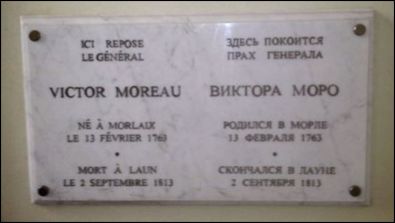 ICI REPOSE
LE GÉNÉRAL
VICTOR MOREAU
NÉ À MORLAIX
LE 13 FÉVRIER 1763
•
MORT À LAUN
LE 2 SEPTEMBRE 1813
ЗДЕСЬ ПОКОИТСЯ
ПРАХ ГЕНЕРАЛА
ВИКТОРА МОРО
РОДИЛСЯ В МОРЛЕ
13 ФЕВРАЛЯ 1763
•
СКОНЧАЛСЯ В ЛАУНЕ
2 СЕНТЯБРЯ 1813